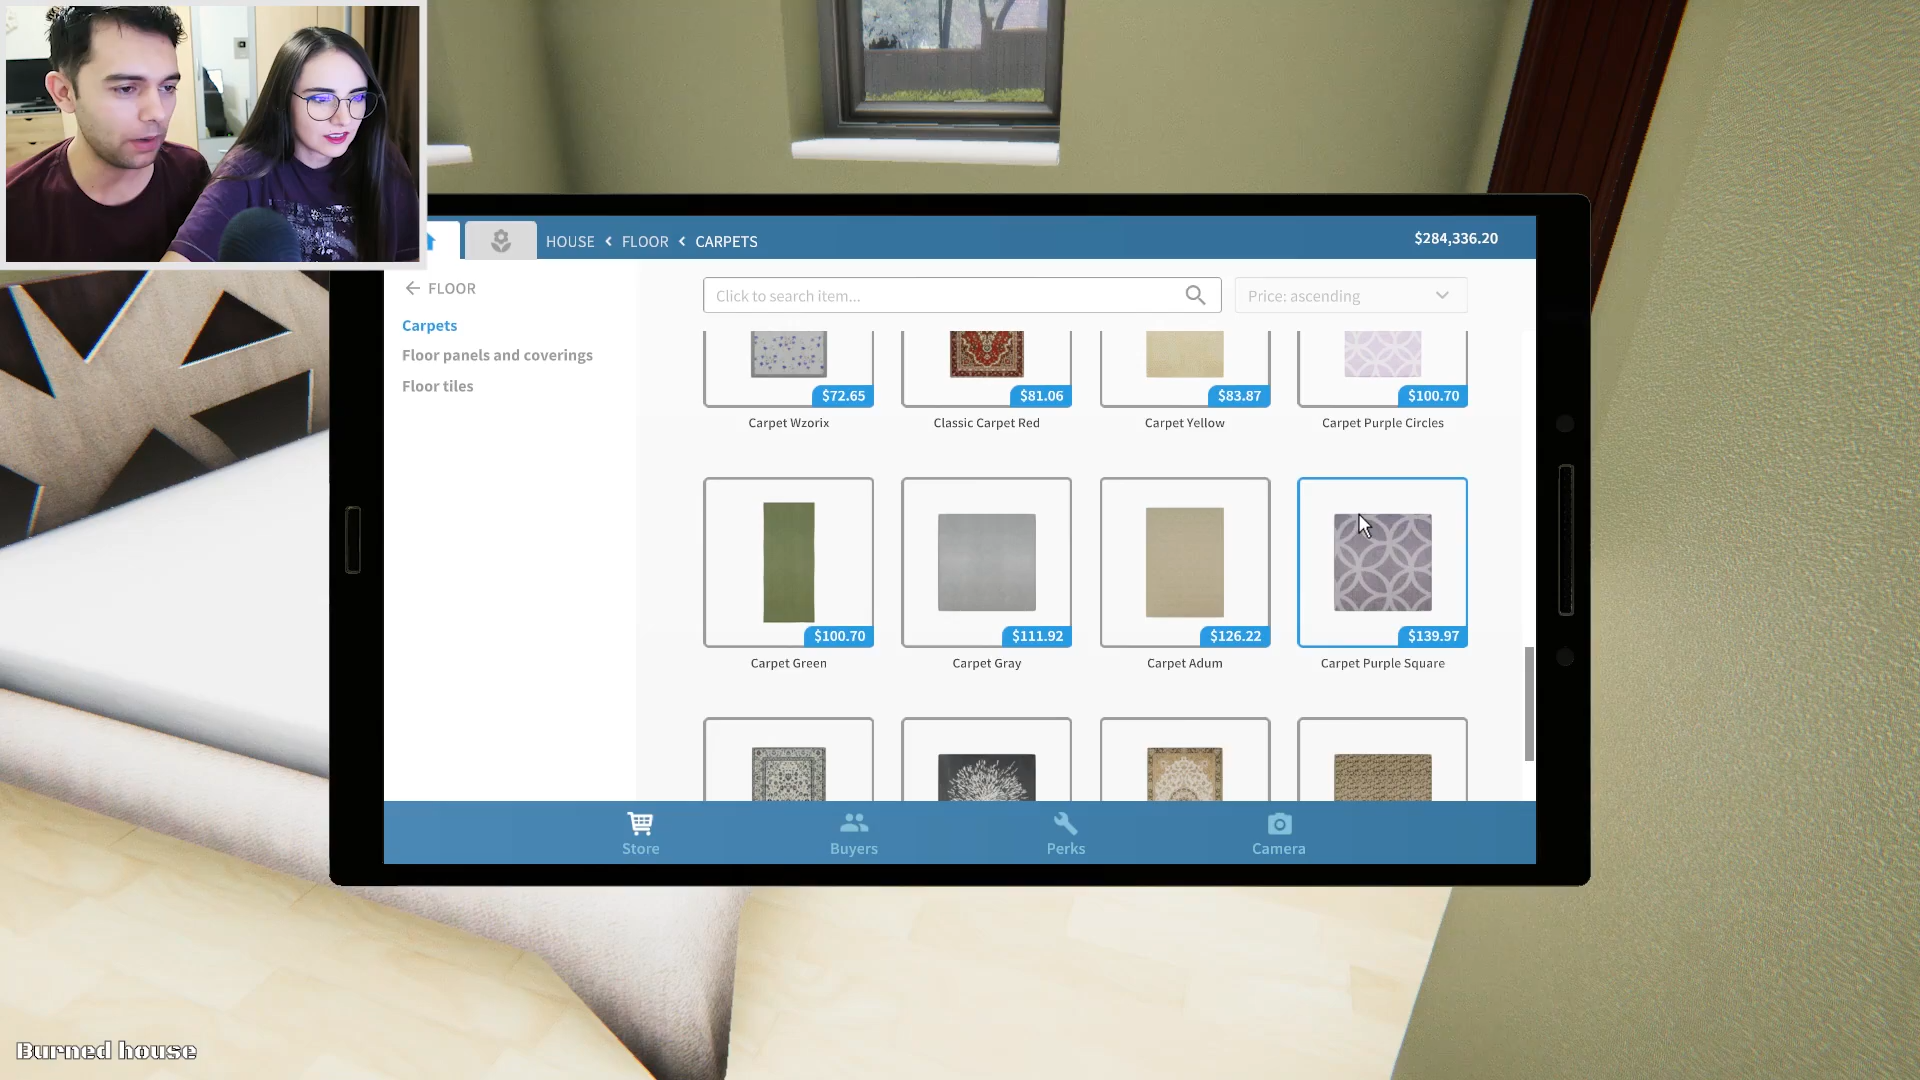 HOUSE < FLOOR < CARPETS
$284,336.20
FLOOR
Click to search item...
Price: ascending
Carpets
Floor panels and coverings
Floor tiles
$72.65
$81.06
$83.87
$100.70
Carpet Wzorix
Classic Carpet Red
Carpet Yellow
Carpet Purple Circles
$100.70
$111.92
$126.22
$139.97
Carpet Green
Carpet Gray
Carpet Adum
Carpet Purple Square
Store
Buyers
Perks
Camera
Burned house